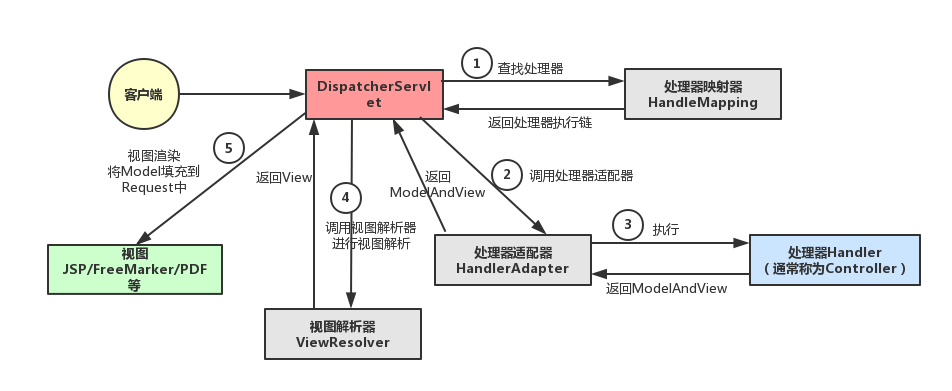 1
查找处理器
客户端
DispatcherServl
et
处理器映射器
HandleMapping
返回处理器执行链
5
视图渲染
将Model填充到
Request中
返回View
4
调用视图解析器
进行视图解析
返回
ModelAndView
2
调用处理器适配器
3
执行
视图
JSP/FreeMarker/PDF
等
处理器适配器
HandlerAdapter
处理器Handler
（通常称为Controller）
返回ModelAndView
视图解析器
ViewResolver